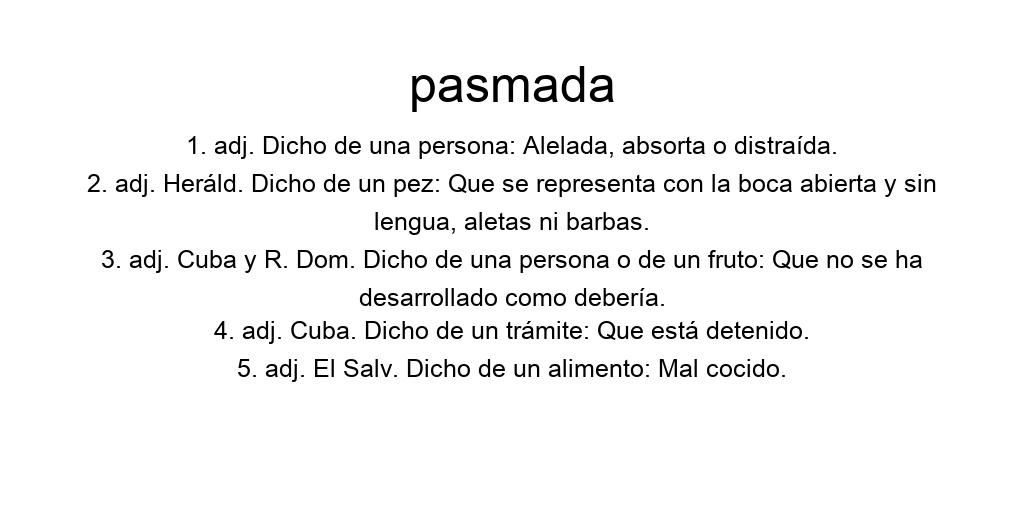 pasmada
1. adj. Dicho de una persona: Alelada, absorta o distraída.
2. adj. Heráld. Dicho de un pez: Que se representa con la boca abierta y sin
lengua, aletas ni barbas.
3. adj. Cuba y R. Dom. Dicho de una persona o de un fruto: Que no se ha
desarrollado como debería.
4. adj. Cuba. Dicho de un trámite: Que está detenido.
5. adj. El Salv. Dicho de un alimento: Mal cocido.